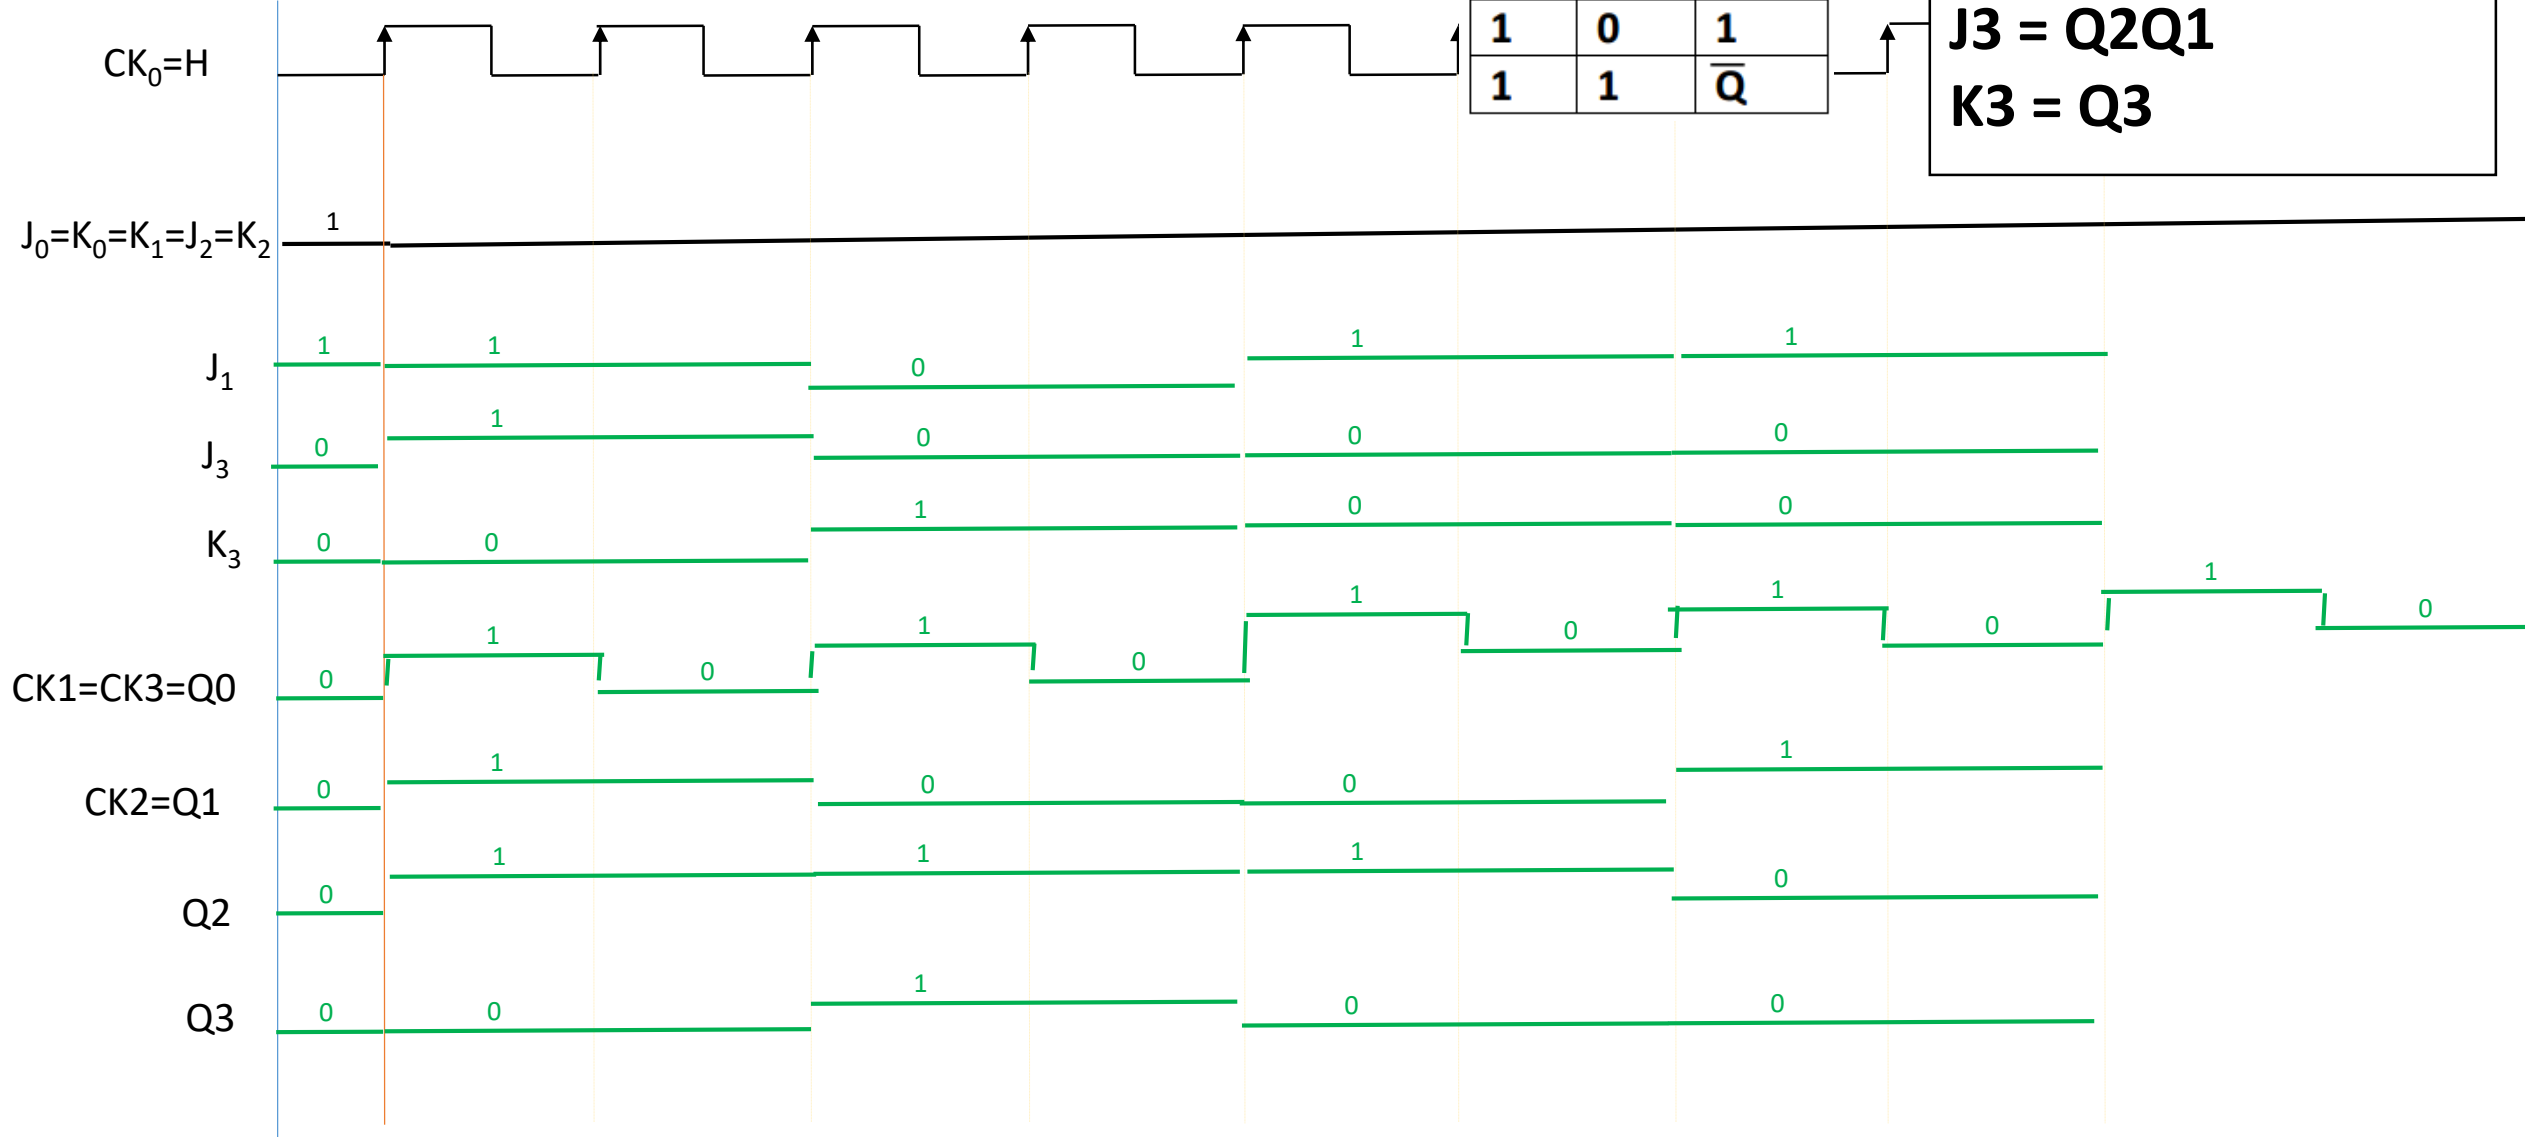 CK₀=H
1 0 1
1 1 Q̅
J3 = Q2Q1
K3 = Q3
J₀=K₀=K₁=J₂=K₂ 1
J₁ 1 1 0 1 1
J₃ 0 1 0 0 0
K₃ 0 0 1 0 0
CK1=CK3=Q0 0 1 0 1 0 1 0 1 0 1 0
CK2=Q1 0 1 0 0 1
Q2 0 1 1 1 0
Q3 0 0 1 0 0